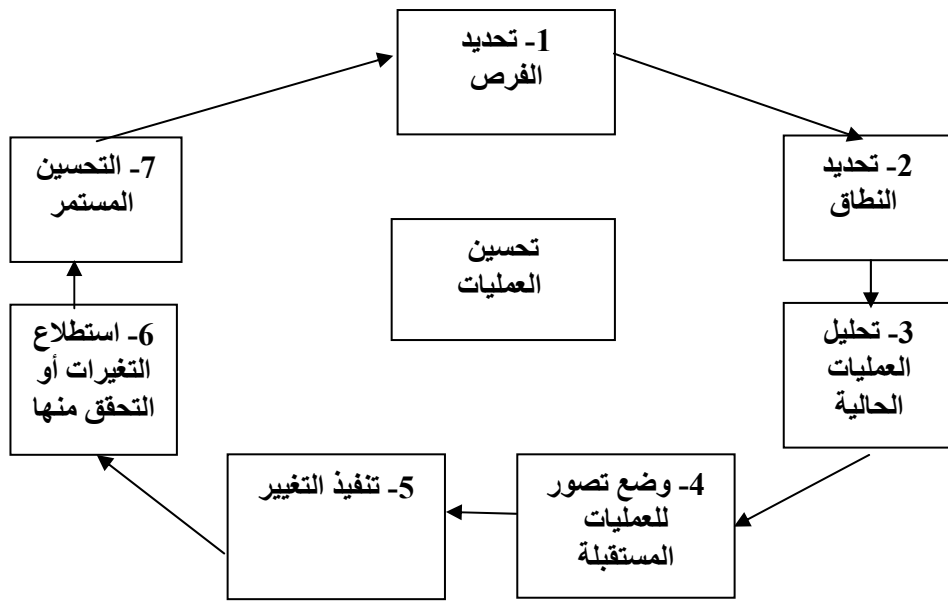 1- تحديد
الفرص
2- تحديد
النطاق
3- تحليل
العمليات
الحالية
4- وضع تصور
للعمليات
المستقبلة
5- تنفيذ التغيير
6- استطلاع
التغيرات أو
التحقق منها
7- التحسين
المستمر
تحسين
العمليات